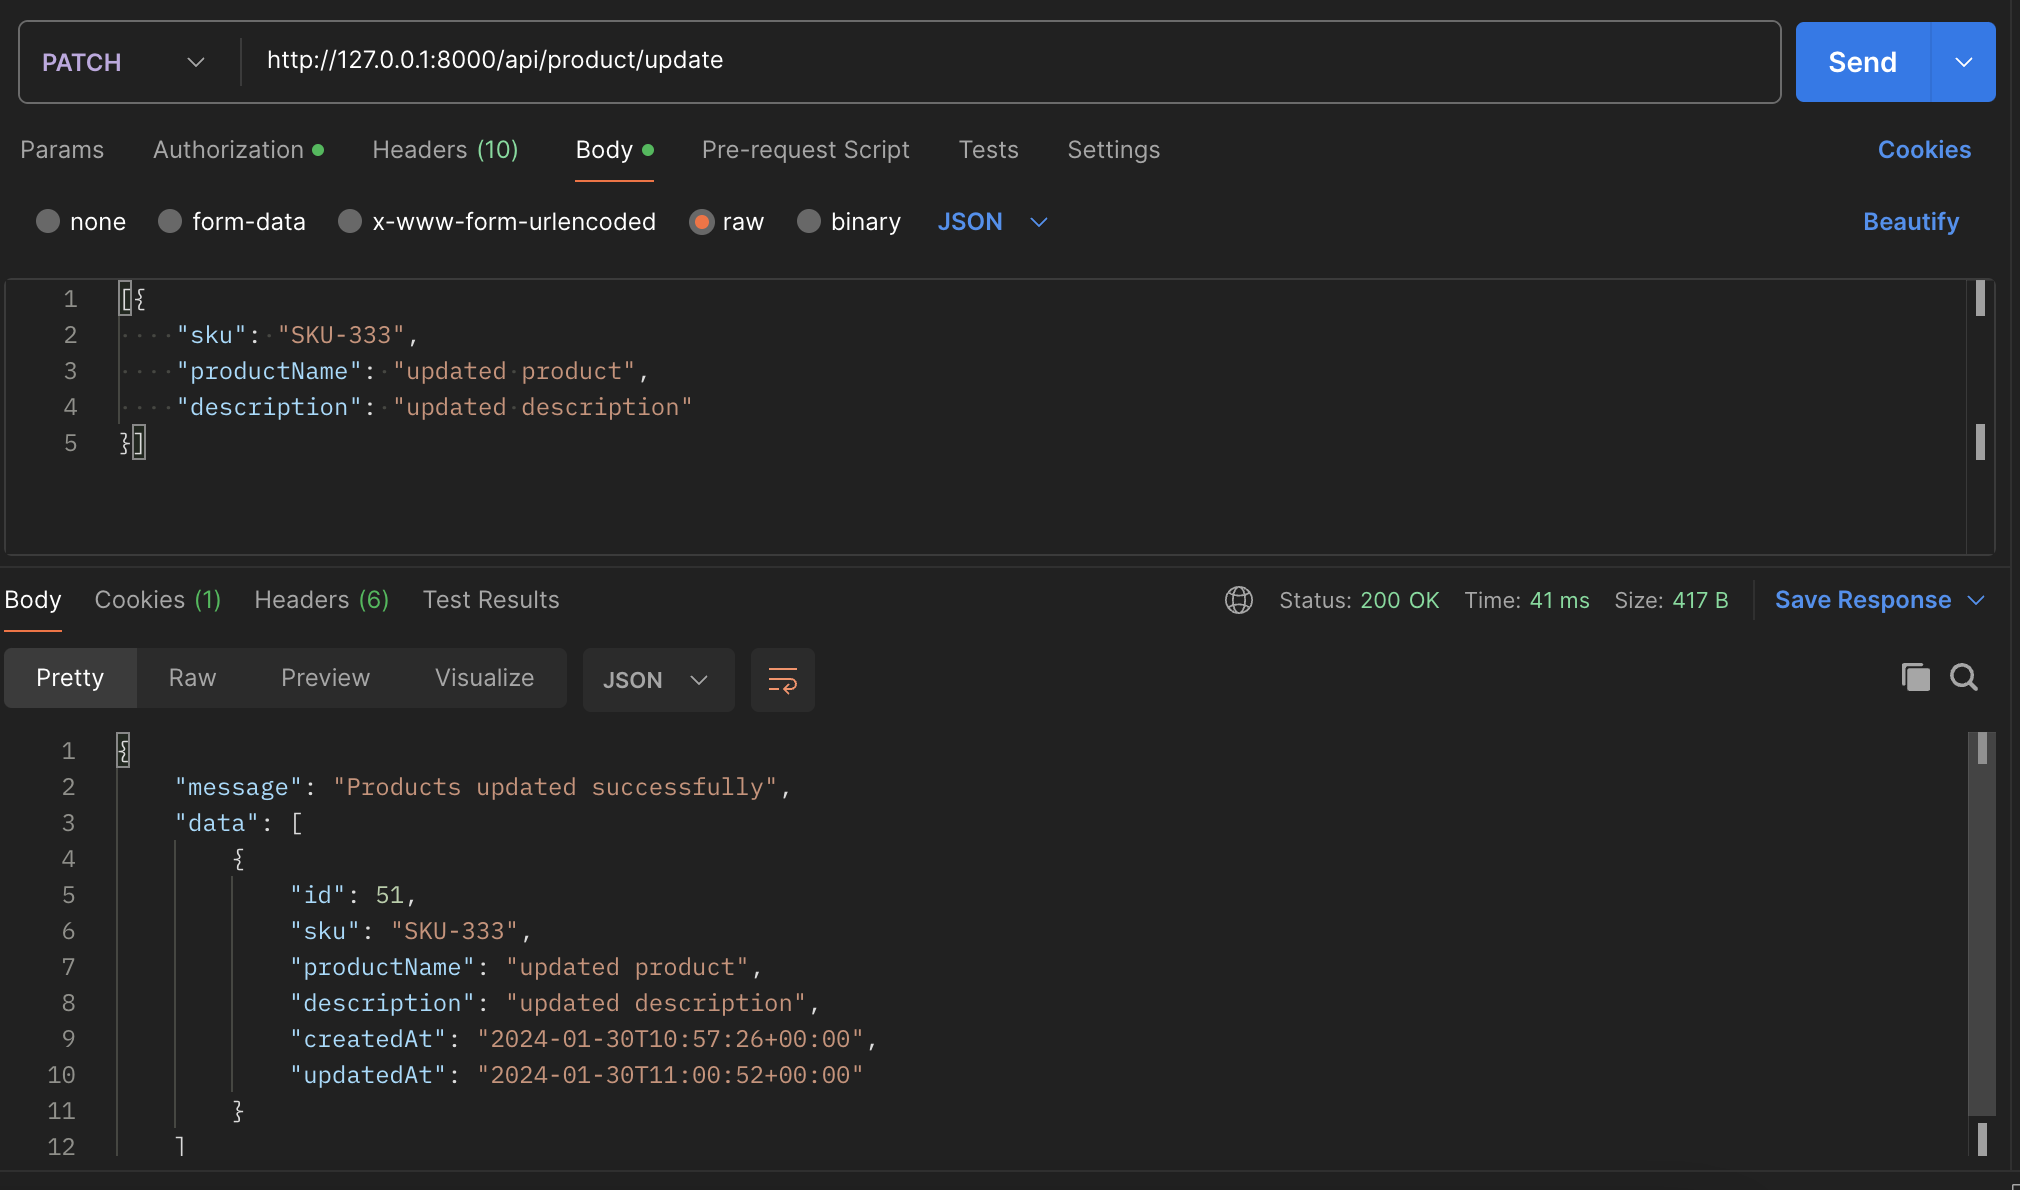 PATCH http://127.0.0.1:8000/api/product/update Send
Params Authorization Headers (10) Body Pre-request Script Tests Settings Cookies
none form-data x-www-form-urlencoded raw binary JSON Beautify
1 [{
2 "sku": "SKU-333",
3 "productName": "updated product",
4 "description": "updated description"
5 }]
Body Cookies (1) Headers (6) Test Results Status: 200 OK Time: 41 ms Size: 417 B Save Response
Pretty Raw Preview Visualize JSON
1 {
2 "message": "Products updated successfully",
3 "data": [
4 {
5 "id": 51,
6 "sku": "SKU-333",
7 "productName": "updated product",
8 "description": "updated description",
9 "createdAt": "2024-01-30T10:57:26+00:00",
10 "updatedAt": "2024-01-30T11:00:52+00:00"
11 }
12 ]